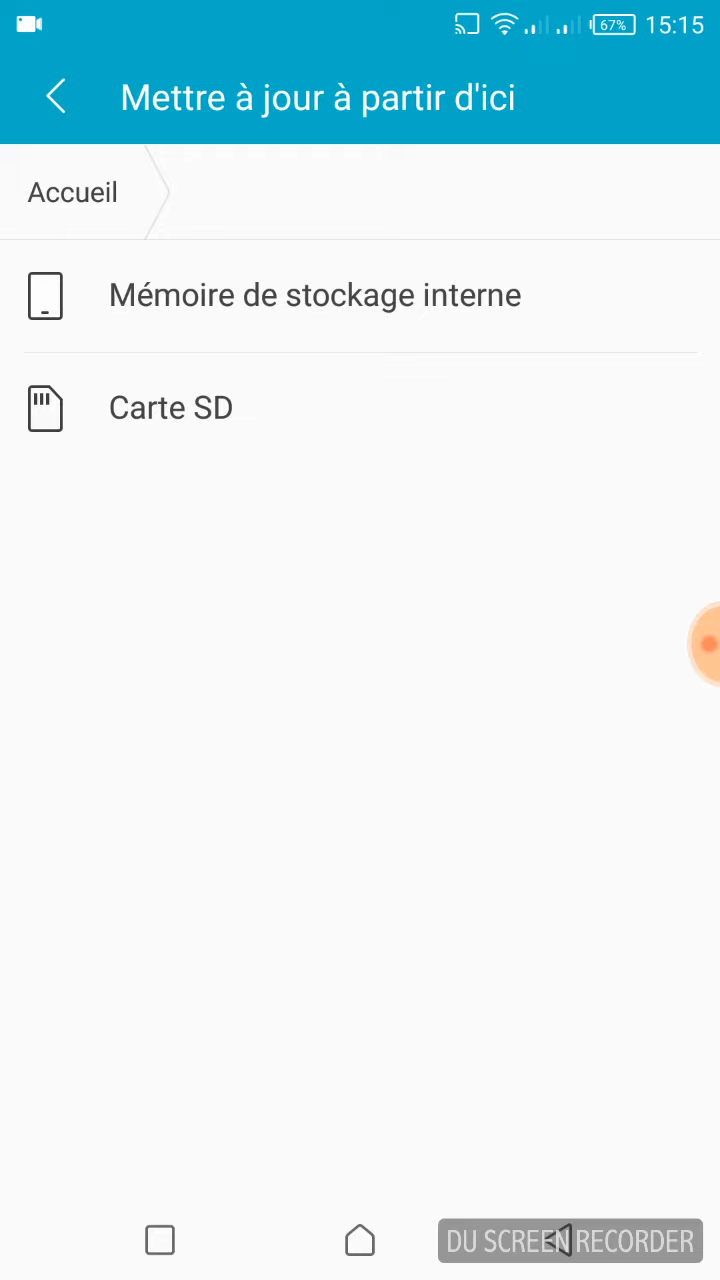 67% 15:15
Mettre à jour à partir d'ici
Accueil
Mémoire de stockage interne
Carte SD
DU SCREEN RECORDER